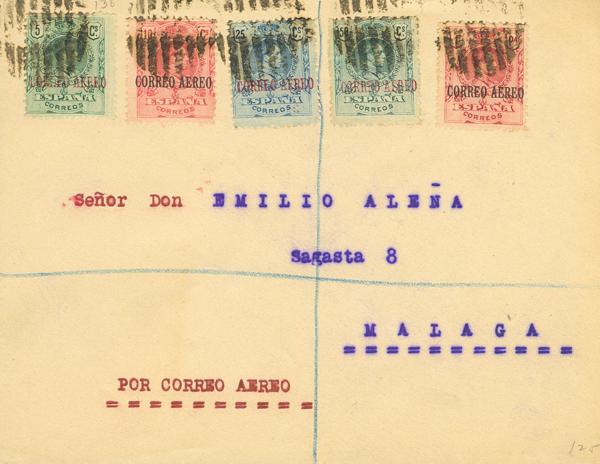 138
5 Cs CORREO AEREO ESPAÑA CORREOS
10 Cs CORREO AEREO ESPAÑA CORREOS
25 Cs CORREO AEREO ESPAÑA CORREOS
50 Cs CORREO AEREO ESPAÑA CORREOS
CORREO AEREO ESPAÑA CORREOS
Señor Don EMILIO ALEÑA
Sagasta 8
MALAGA
POR CORREO AEREO
125